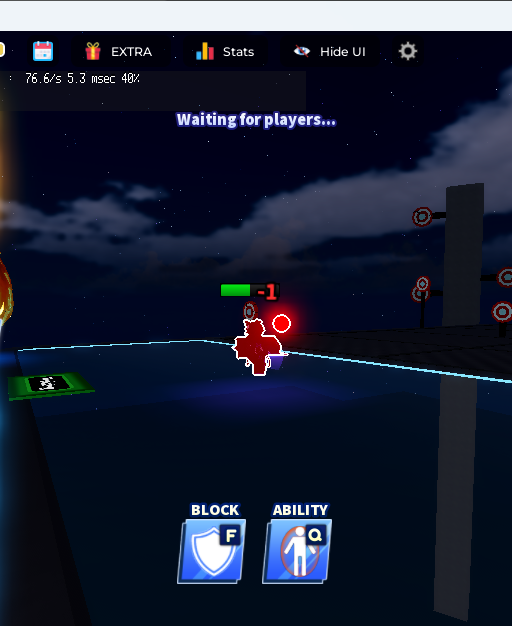 EXTRA Stats Hide UI
: 76.6/s 5.3 msec 40%
Waiting for players...
-1
BLOCK ABILITY
F Q